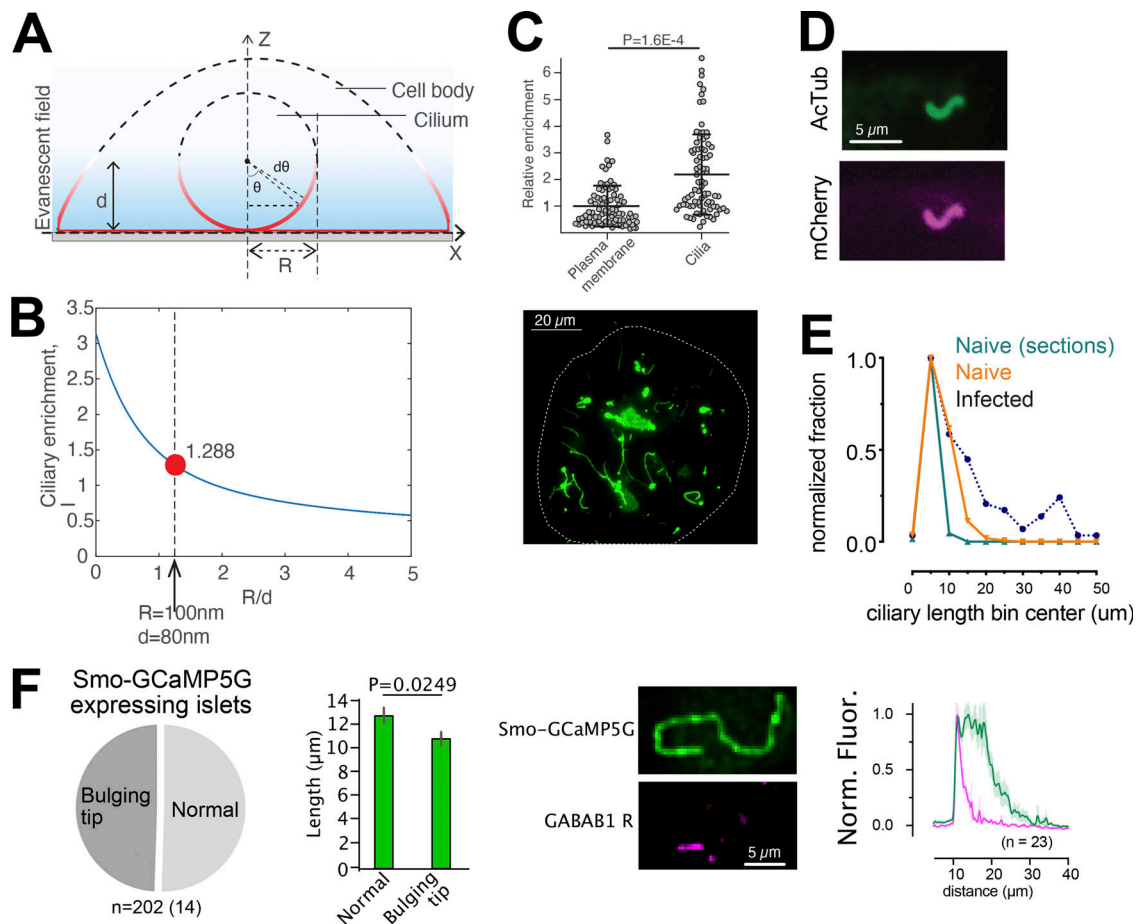 A
Z
Evanescent field
Cell body
Cilium
d
dθ
θ
R
X
B
Ciliary enrichment, I
3.5
3
2.5
2
1.5
1
0.5
0
1.288
0
1
2
3
4
5
R/d
R=100nm
d=80nm
C
P=1.6E-4
Relative enrichment
6
5
4
3
2
1
Plasma
membrane
Cilia
20 µm
D
AcTub
5 µm
mCherry
E
Naive (sections)
Naive
Infected
normalized fraction
1.0
0.5
0.0
0
10
20
30
40
50
ciliary length bin center (um)
F
Smo-GCaMP5G
expressing islets
Bulging
tip
Normal
n=202 (14)
P=0.0249
Length (µm)
14
12
10
8
6
4
2
0
Normal
Bulging tip
Smo-GCaMP5G
GABAB1 R
5 µm
Norm. Fluor.
1.0
0.5
0.0
(n = 23)
10
20
30
40
distance (µm)